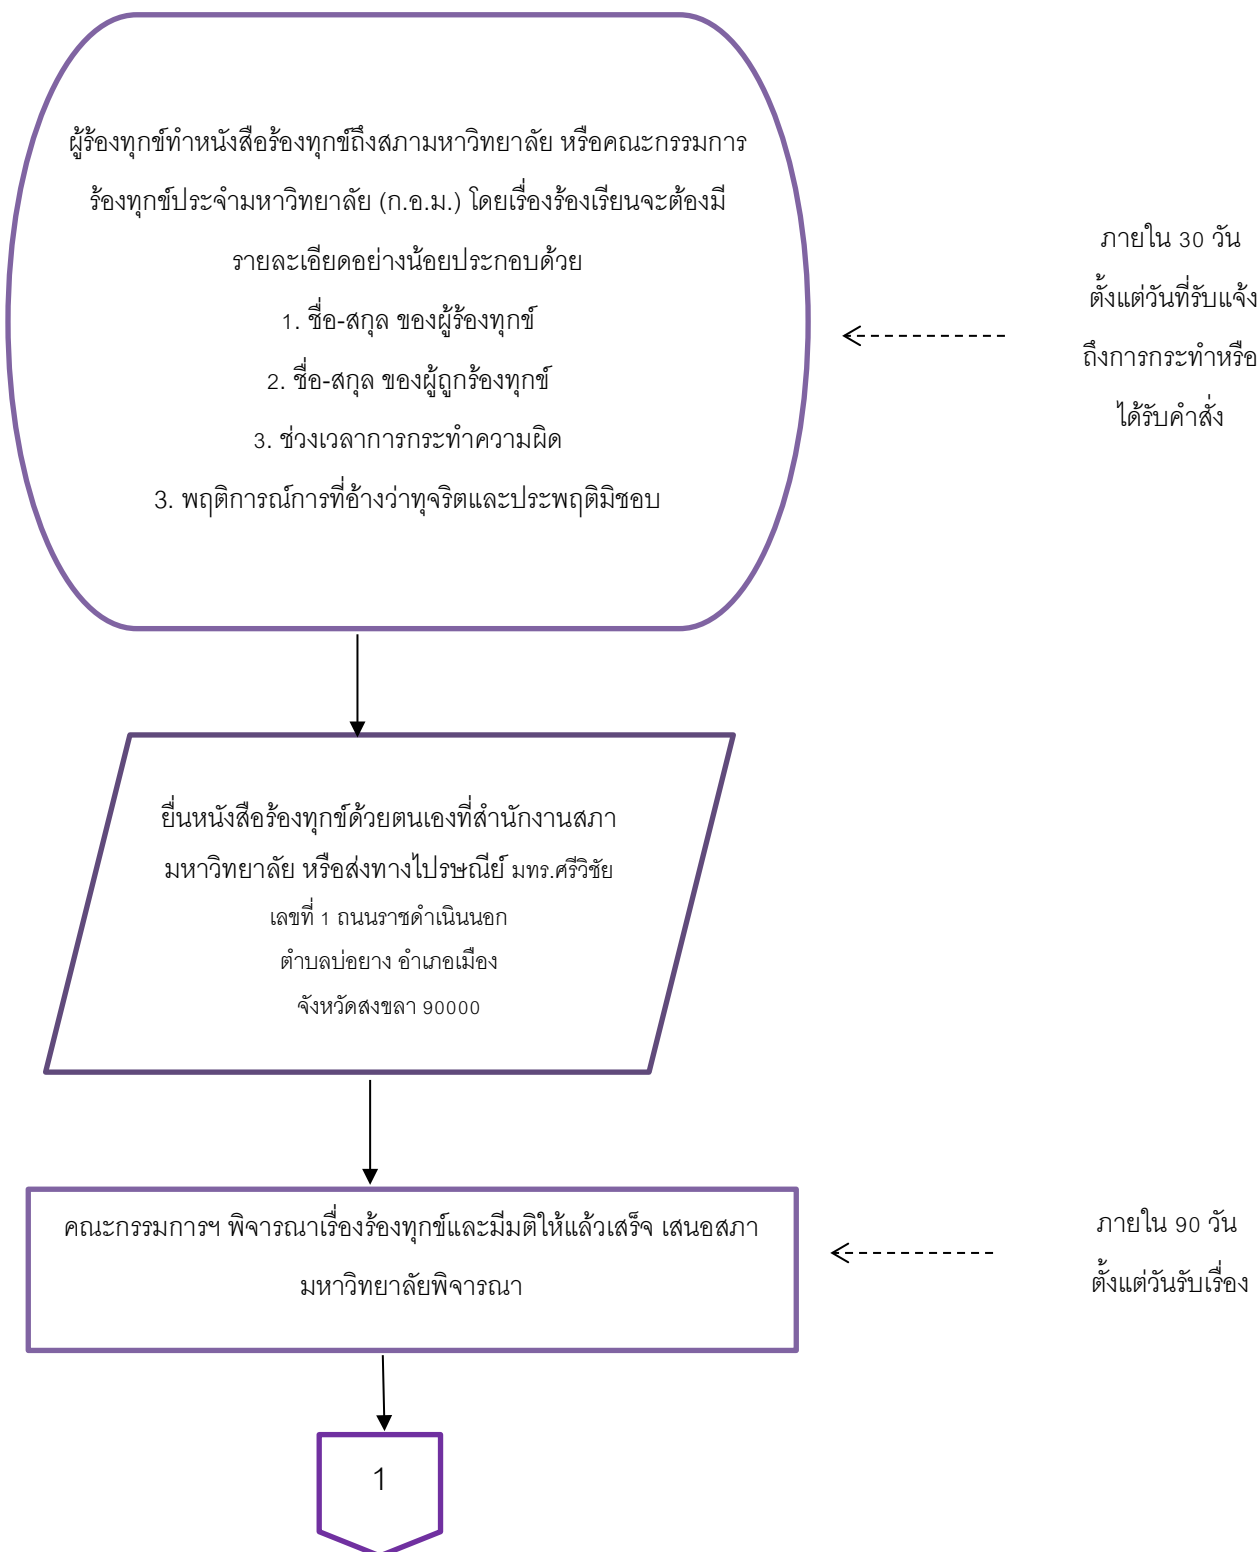 ผู้ร้องทุกข์ทำหนังสือร้องทุกข์ถึงสภามหาวิทยาลัย หรือคณะกรรมการ
ร้องทุกข์ประจำมหาวิทยาลัย (ก.อ.ม.) โดยเรื่องร้องเรียนจะต้องมี
รายละเอียดอย่างน้อยประกอบด้วย
1. ชื่อ-สกุล ของผู้ร้องทุกข์
2. ชื่อ-สกุล ของผู้ถูกร้องทุกข์
3. ช่วงเวลาการกระทำความผิด
3. พฤติการณ์การที่อ้างว่าทุจริตและประพฤติมิชอบ
ภายใน 30 วัน
ตั้งแต่วันที่รับแจ้ง
ถึงการกระทำหรือ
ได้รับคำสั่ง
ยื่นหนังสือร้องทุกข์ด้วยตนเองที่สำนักงานสภา
มหาวิทยาลัย หรือส่งทางไปรษณีย์ มทร.ศรีวิชัย
เลขที่ 1 ถนนราชดำเนินนอก
ตำบลบ่อยาง อำเภอเมือง
จังหวัดสงขลา 90000
คณะกรรมการฯ พิจารณาเรื่องร้องทุกข์และมีมติให้แล้วเสร็จ เสนอสภา
มหาวิทยาลัยพิจารณา
ภายใน 90 วัน
ตั้งแต่วันรับเรื่อง
1